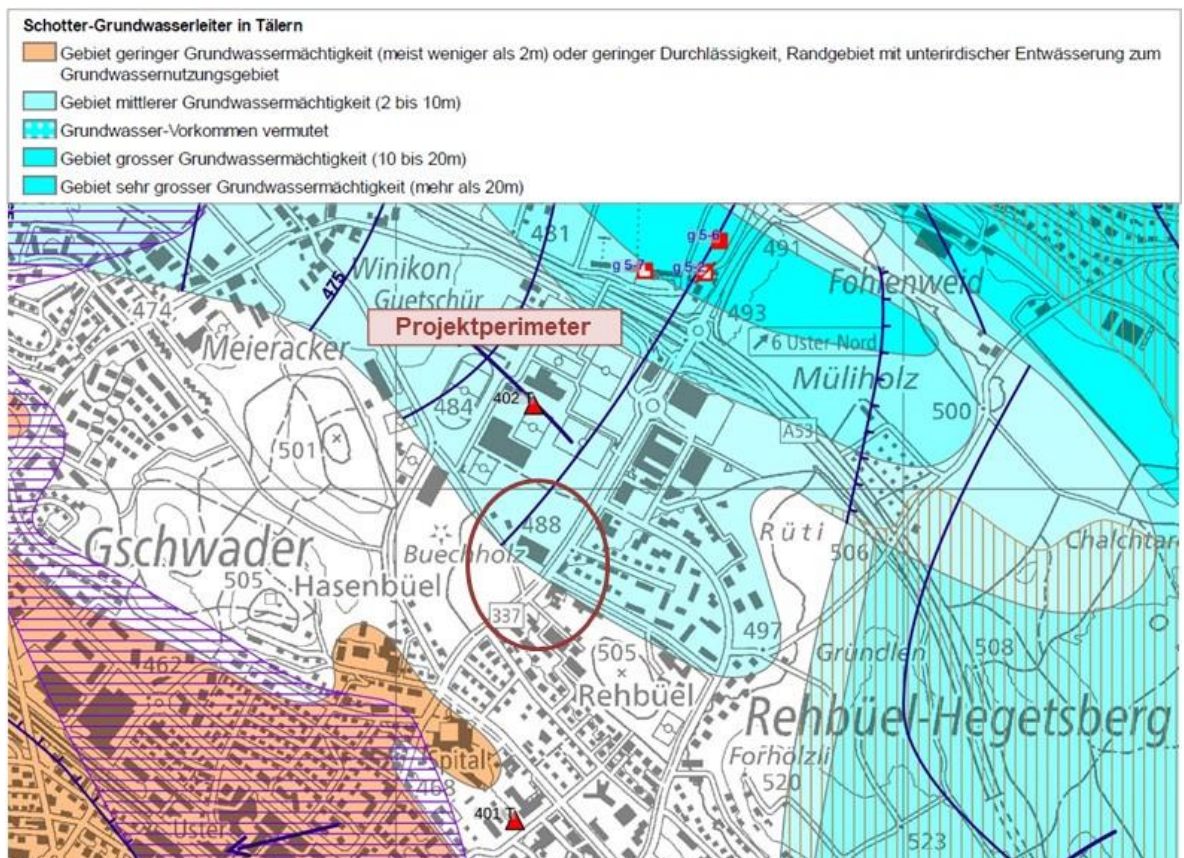 Schotter-Grundwasserleiter in Tälern
Gebiet geringer Grundwassermächtigkeit (meist weniger als 2m) oder geringer Durchlässigkeit, Randgebiet mit unterirdischer Entwässerung zum
Grundwassernutzungsgebiet
Gebiet mittlerer Grundwassermächtigkeit (2 bis 10m)
Grundwasser-Vorkommen vermutet
Gebiet grosser Grundwassermächtigkeit (10 bis 20m)
Gebiet sehr grosser Grundwassermächtigkeit (mehr als 20m)
481
g 5-6
491
Winikon
g 5-7
475
Guetschür
Fohlenweid
474
493
Projektperimeter
6 Uster-Nord
Meieracker
Müliholz
402 T
484
500
A53
501
488
Rüti
Gschwader
Buechholz
506
Chalchtar
505
Hasenbüel
337
497
462
505
Gründlen
508
Rehbüel
Rehbüel-Hegetsberg
Spital
Forhölzli
468
520
401 T
Uster
523